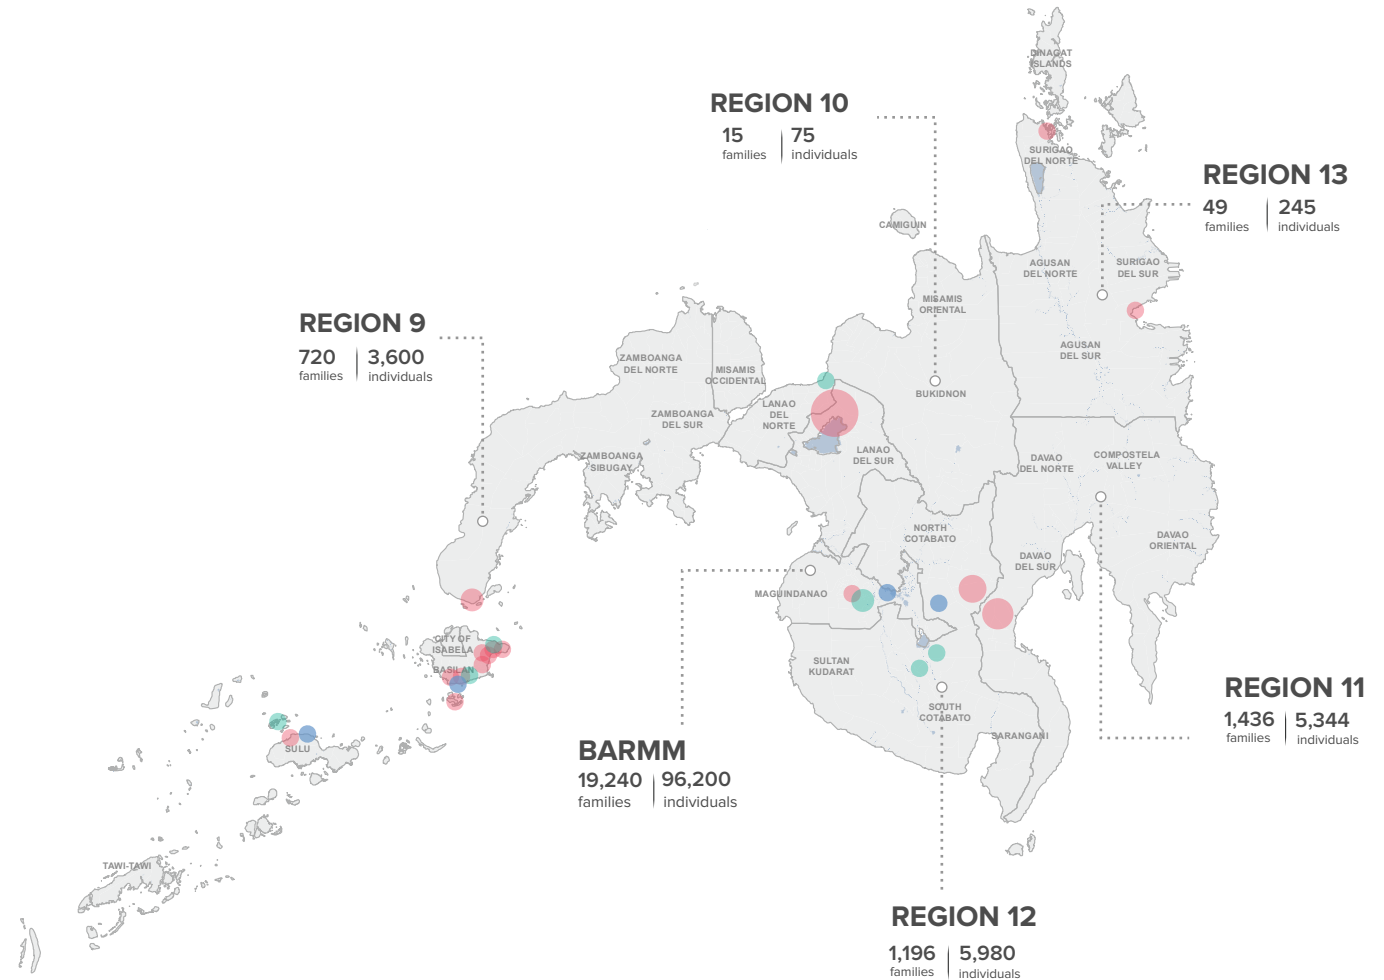 DINAGAT
ISLANDS
REGION 10
15 75
families individuals
SURIGAO
DEL NORTE
REGION 13
49 245
families individuals
CAMIGUIN
AGUSAN
DEL NORTE
SURIGAO
DEL SUR
MISAMIS
ORIENTAL
REGION 9
720 3,600
families individuals
ZAMBOANGA
DEL NORTE
MISAMIS
OCCIDENTAL
AGUSAN
DEL SUR
BUKIDNON
LANAO
DEL
NORTE
ZAMBOANGA
DEL SUR
ZAMBOANGA
SIBUGAY
LANAO
DEL SUR
DAVAO
DEL NORTE
COMPOSTELA
VALLEY
NORTH
COTABATO
DAVAO
ORIENTAL
DAVAO
DEL SUR
MAGUINDANAO
CITY OF
ISABELA
BASILAN
SULTAN
KUDARAT
REGION 11
1,436 5,344
families individuals
SOUTH
COTABATO
SARANGANI
SULU
BARMM
19,240 96,200
families individuals
TAWI-TAWI
REGION 12
1,196 5,980
families individuals